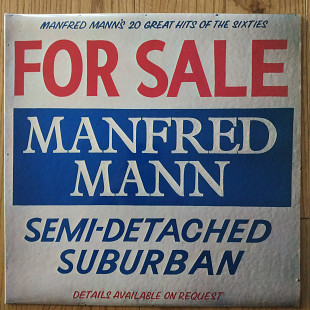 MANFRED MANN'S 20 GREAT HITS OF THE SIXTIES
FOR SALE
MANFRED
MANN
SEMI-DETACHED
SUBURBAN
DETAILS AVAILABLE ON REQUEST